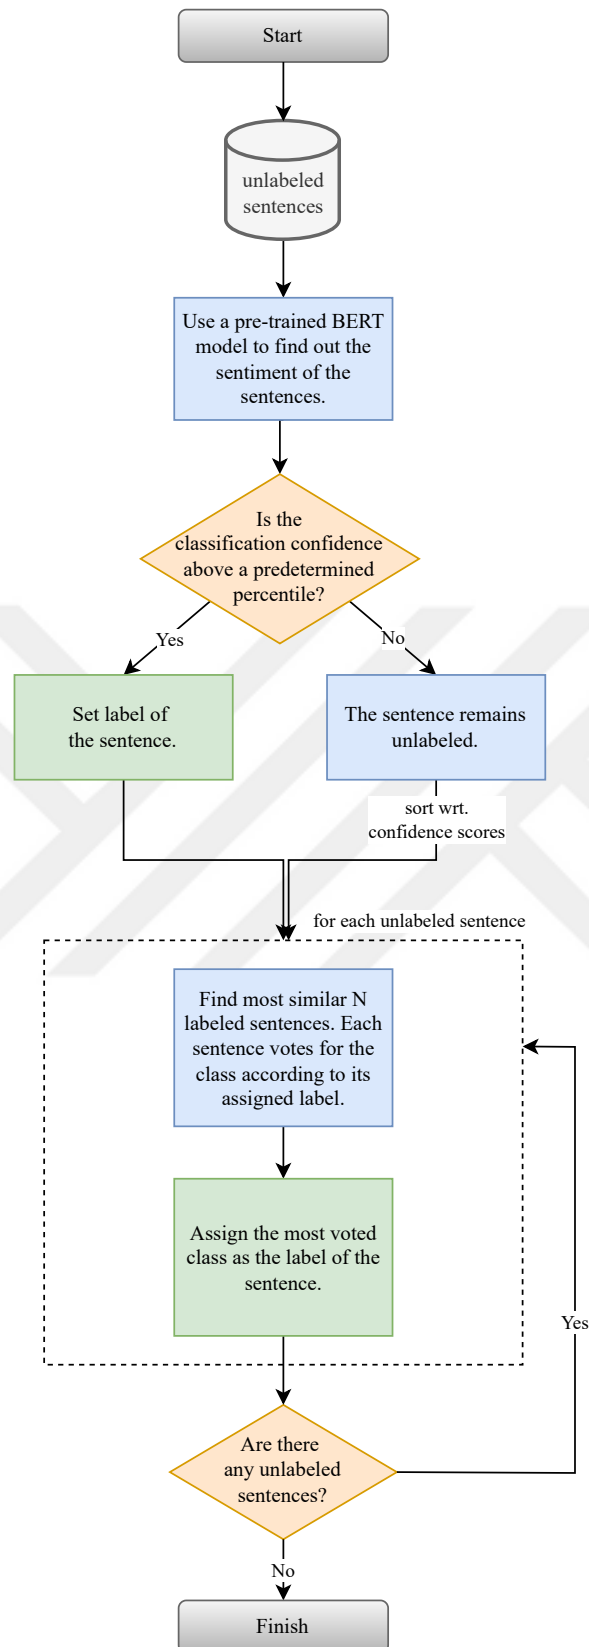 Start
unlabeled
sentences
Use a pre-trained BERT
model to find out the
sentiment of the
sentences.
Is the
classification confidence
above a predetermined
percentile?
Yes
No
Set label of
the sentence.
The sentence remains
unlabeled.
sort wrt.
confidence scores
for each unlabeled sentence
Find most similar N
labeled sentences. Each
sentence votes for the
class according to its
assigned label.
Assign the most voted
class as the label of the
sentence.
Yes
Are there
any unlabeled
sentences?
No
Finish